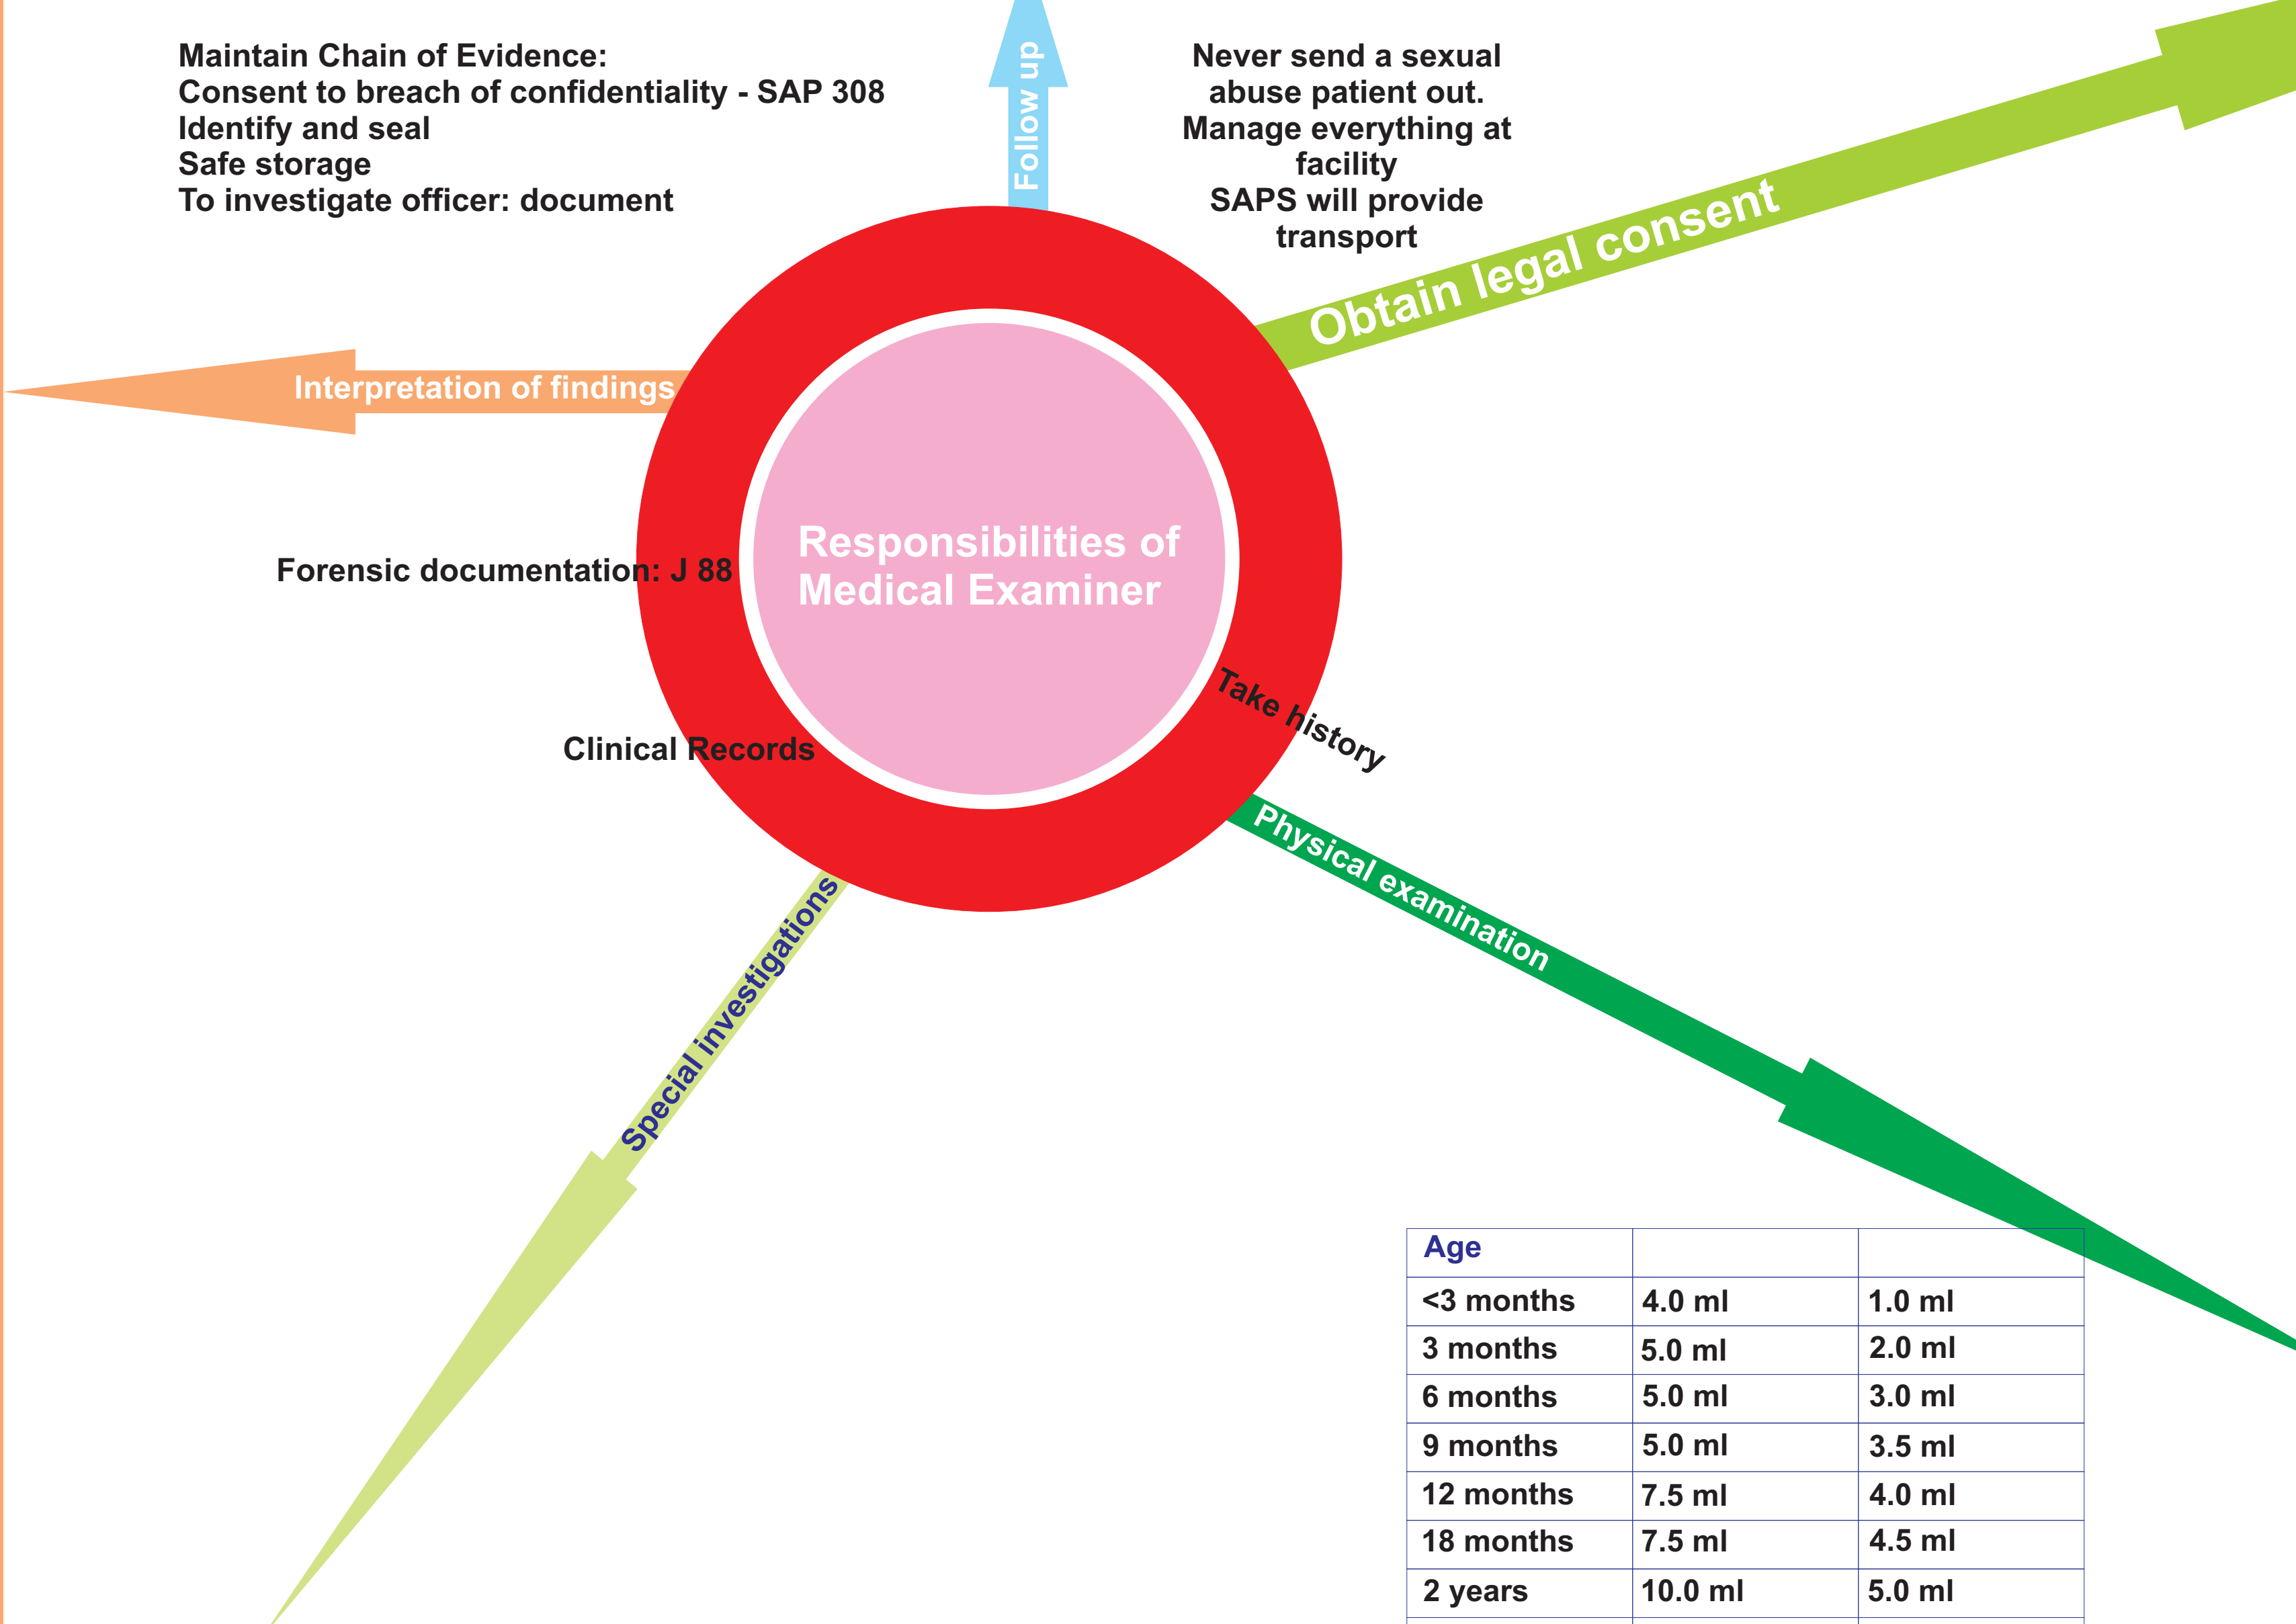 Maintain Chain of Evidence:
Consent to breach of confidentiality - SAP 308
Identify and seal
Safe storage
To investigate officer: document
Follow up
Never send a sexual
abuse patient out.
Manage everything at
facility
SAPS will provide
transport
Obtain legal consent
Interpretation of findings
Responsibilities of
Medical Examiner
Forensic documentation: J 88
Take history
Clinical Records
Physical examination
Special investigations
Age
<3 months 4.0 ml 1.0 ml
3 months 5.0 ml 2.0 ml
6 months 5.0 ml 3.0 ml
9 months 5.0 ml 3.5 ml
12 months 7.5 ml 4.0 ml
18 months 7.5 ml 4.5 ml
2 years 10.0 ml 5.0 ml